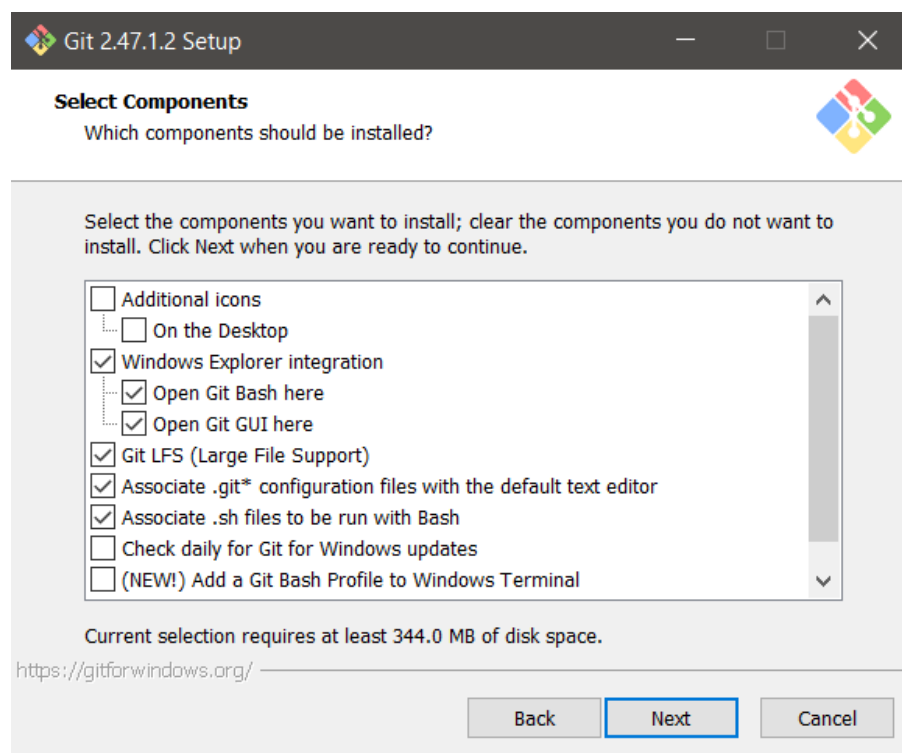 Git 2.47.1.2 Setup
Select Components
Which components should be installed?
Select the components you want to install; clear the components you do not want to
install. Click Next when you are ready to continue.
Additional icons
On the Desktop
Windows Explorer integration
Open Git Bash here
Open Git GUI here
Git LFS (Large File Support)
Associate .git* configuration files with the default text editor
Associate .sh files to be run with Bash
Check daily for Git for Windows updates
(NEW!) Add a Git Bash Profile to Windows Terminal
Current selection requires at least 344.0 MB of disk space.
https://gitforwindows.org/
Back Next Cancel